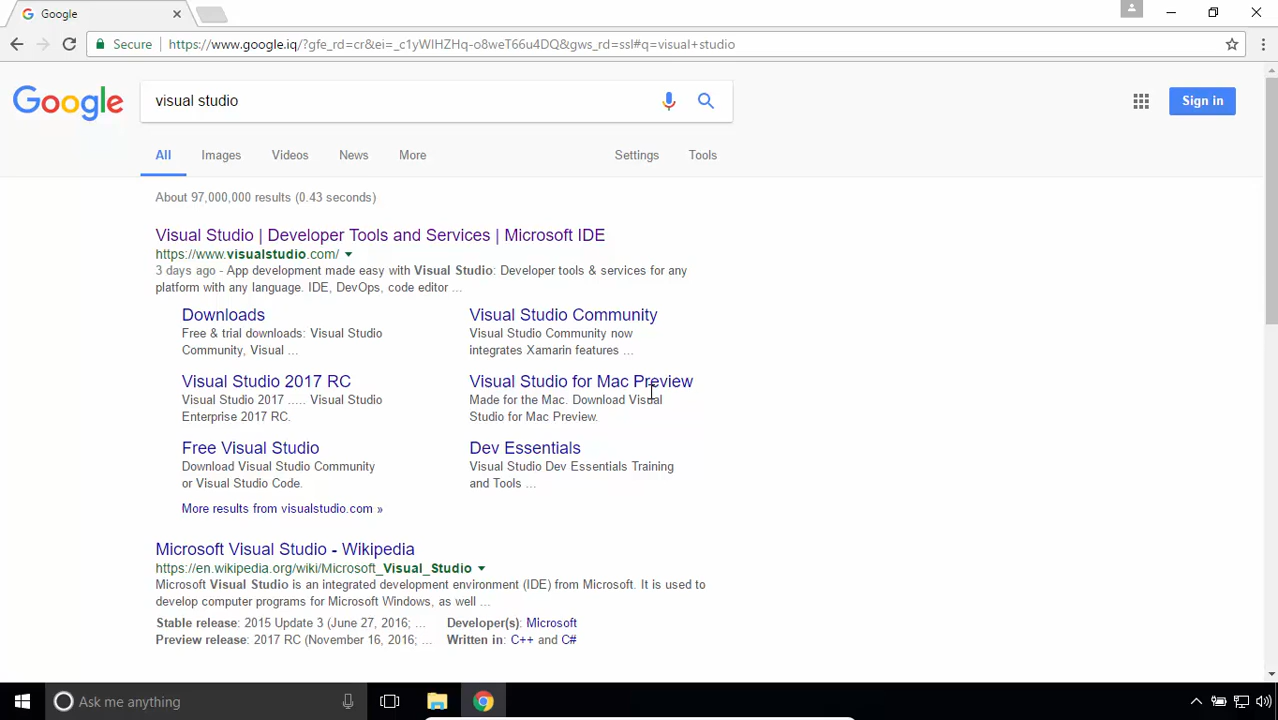 Google
Secure
https://www.google.iq/?gfe_rd=cr&ei=_c1yWIHZHq-o8weT66u4DQ&gws_rd=ssl#q=visual+studio
Google
visual studio
Sign in
All
Images
Videos
News
More
Settings
Tools
About 97,000,000 results (0.43 seconds)
Visual Studio | Developer Tools and Services | Microsoft IDE
https://www.visualstudio.com/
3 days ago - App development made easy with Visual Studio: Developer tools & services for any
platform with any language. IDE, DevOps, code editor ...
Downloads
Free & trial downloads: Visual Studio
Community, Visual ...
Visual Studio Community
Visual Studio Community now
integrates Xamarin features ...
Visual Studio 2017 RC
Visual Studio 2017 ..... Visual Studio
Enterprise 2017 RC.
Visual Studio for Mac Preview
Made for the Mac. Download Visual
Studio for Mac Preview.
Free Visual Studio
Download Visual Studio Community
or Visual Studio Code.
Dev Essentials
Visual Studio Dev Essentials Training
and Tools ...
More results from visualstudio.com »
Microsoft Visual Studio - Wikipedia
https://en.wikipedia.org/wiki/Microsoft_Visual_Studio
Microsoft Visual Studio is an integrated development environment (IDE) from Microsoft. It is used to
develop computer programs for Microsoft Windows, as well ...
Stable release: 2015 Update 3 (June 27, 2016; ...
Developer(s): Microsoft
Preview release: 2017 RC (November 16, 2016; ...
Written in: C++ and C#
Ask me anything